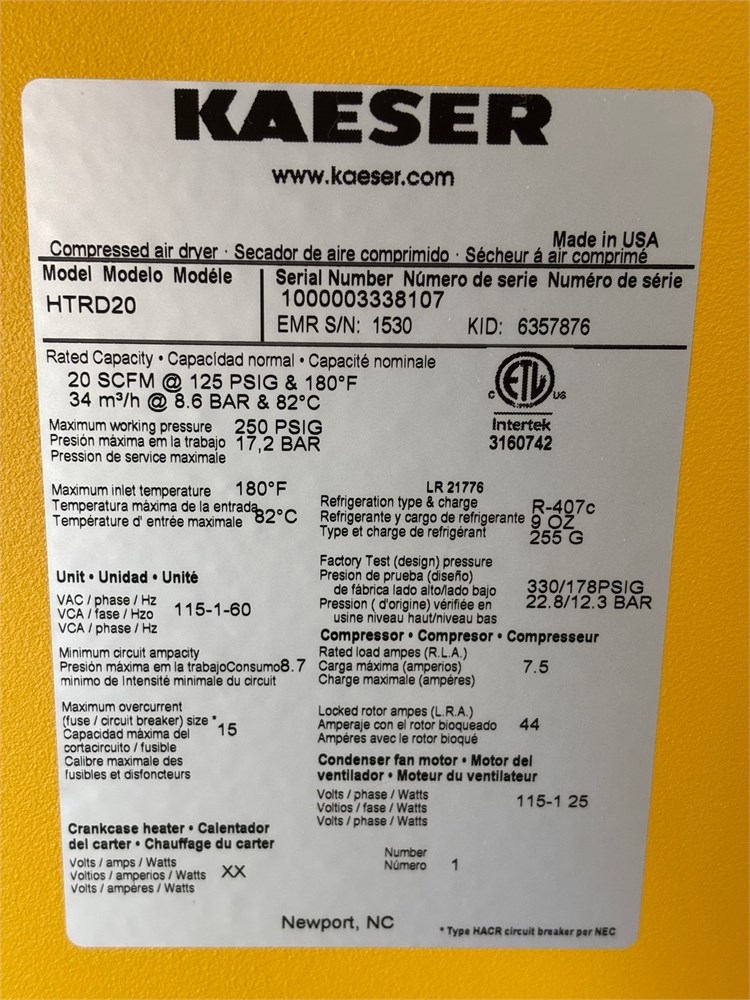 KAESER
www.kaeser.com
Made in USA
Compressed air dryer · Secador de aire comprimido · Sécheur á air comprimé
Model Modelo Modéle
HTRD20
Serial Number Número de serie Numéro de série
1000003338107
EMR S/N: 1530 KID: 6357876
Rated Capacity • Capacídad normal • Capacité nominale
20 SCFM @ 125 PSIG & 180°F
34 m³/h @ 8.6 BAR & 82°C
C ETL US
Intertek
3160742
Maximum working pressure 250 PSIG
Presión máxima em la trabajo 17,2 BAR
Pression de service maximale
Maximum inlet temperature 180°F
Temperatura màxima de la entrada 82°C
Température d' entrée maximale
LR 21776
Refrigeration type & charge R-407c
Refrigerante y cargo de refrigerante 9 OZ
Type et charge de refrigérant 255 G
Factory Test (design) pressure
Presion de prueba (diseño)
de fábrica lado alto/lado bajo 330/178PSIG
Pression ( d'origine) vérifiée en 22.8/12.3 BAR
usine niveau haut/niveau bas
Unit • Unidad • Unité
VAC / phase / Hz
VCA / fase / Hzo 115-1-60
VCA / phase / Hz
Minimum circuit ampacity
Presión máxima em la trabajoConsumo8.7
minimo de Intensité minimale du circuit
Maximum overcurrent
(fuse / circuit breaker) size * 15
Capacidad máxima del
cortacircuito / fusible
Calibre maximale des
fusibles et disfoncteurs
Crankcase heater • Calentador
del carter • Chauffage du carter
Volts / amps / Watts
Voltios / amperios / Watts XX
Volts / ampères / Watts
Compressor • Compresor • Compresseur
Rated load ampes (R.L.A.)
Carga máxima (amperios) 7.5
Charge maximale (ampères)
Locked rotor ampes (L.R.A.)
Amperaje con el rotor bioqueado 44
Ampéres avec le rotor bioqué
Condenser fan motor • Motor del
ventilador • Moteur du ventilateur
Volts / phase / Watts
Voltios / fase / Watts 115-1 25
Volts / phase / Watts
Number
Número 1
Newport, NC
* Type HACR circuit breaker per NEC